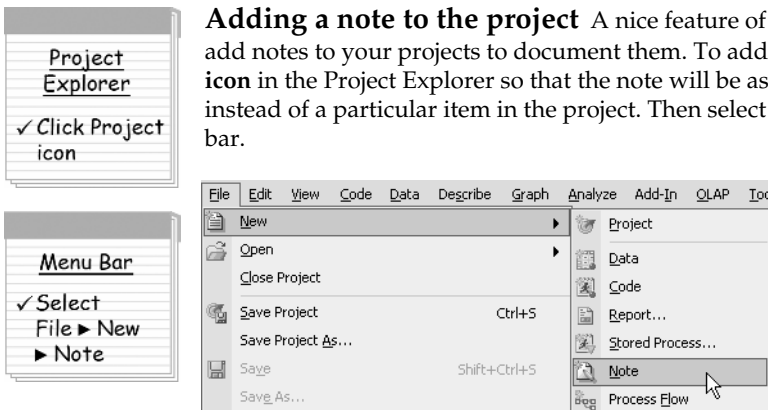 Project
Explorer
✓ Click Project
icon
Adding a note to the project A nice feature of
add notes to your projects to document them. To add
icon in the Project Explorer so that the note will be as
instead of a particular item in the project. Then select
bar.
Menu Bar
✓ Select
File ▶ New
▶ Note
File Edit View Code Data Describe Graph Analyze Add-In OLAP Too
New
Open
Close Project
Save Project Ctrl+S
Save Project As...
Save Shift+Ctrl+S
Save As...
Project
Data
Code
Report...
Stored Process...
Note
Process Flow